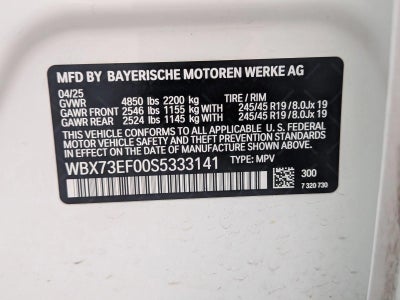 MFD BY BAYERISCHE MOTOREN WERKE AG
04/25
GVWR 4850 lbs 2200 kg TIRE / RIM
GAWR FRONT 2546 lbs 1155 kg 245/45 R19 / 8.0Jx 19
GAWR REAR 2524 lbs 1145 kg 245/45 R19 / 8.0Jx 19
THIS VEHICLE CONFORMS TO ALL APPLICABLE U. S. FEDERAL
MOTOR VEHICLE SAFETY AND THEFT PREVENTION STANDARDS
IN EFFECT ON THE DATE OF MANUFACTURE SHOWN ABOVE.
WBX73EF00S5333141 TYPE: MPV
300
7 320 730